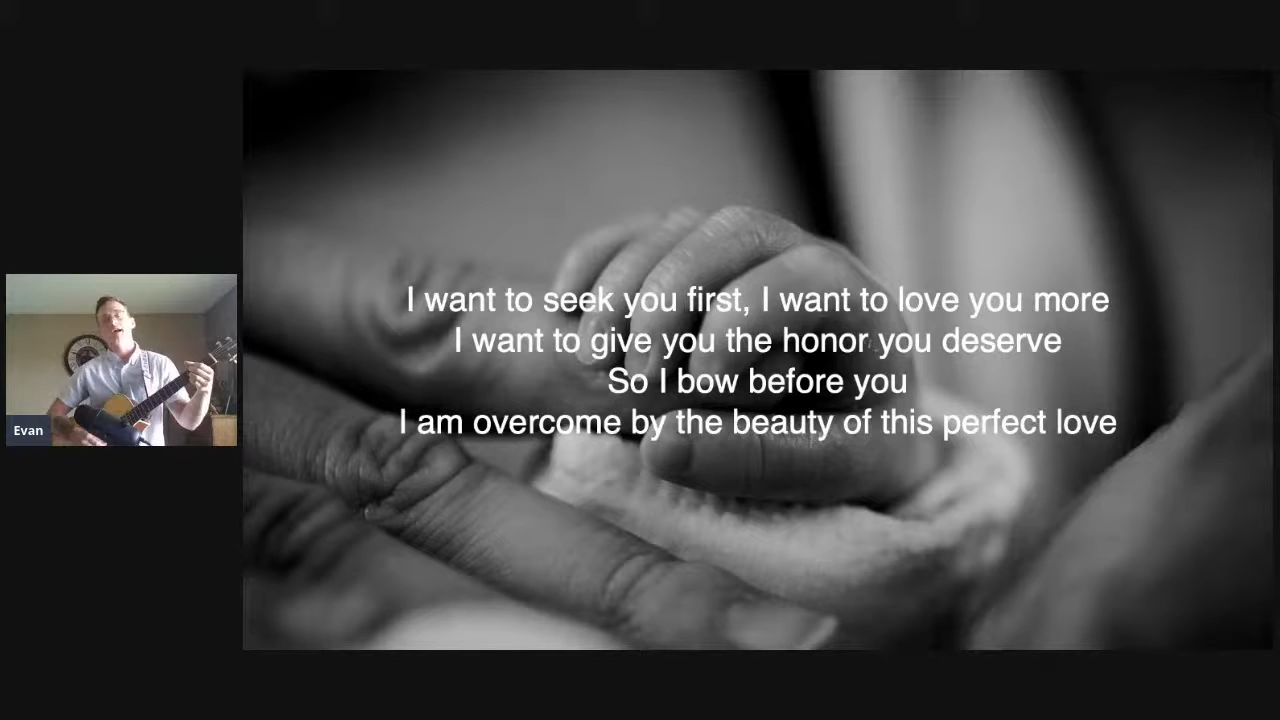 I want to seek you first, I want to love you more
I want to give you the honor you deserve
So I bow before you
I am overcome by the beauty of this perfect love
Evan